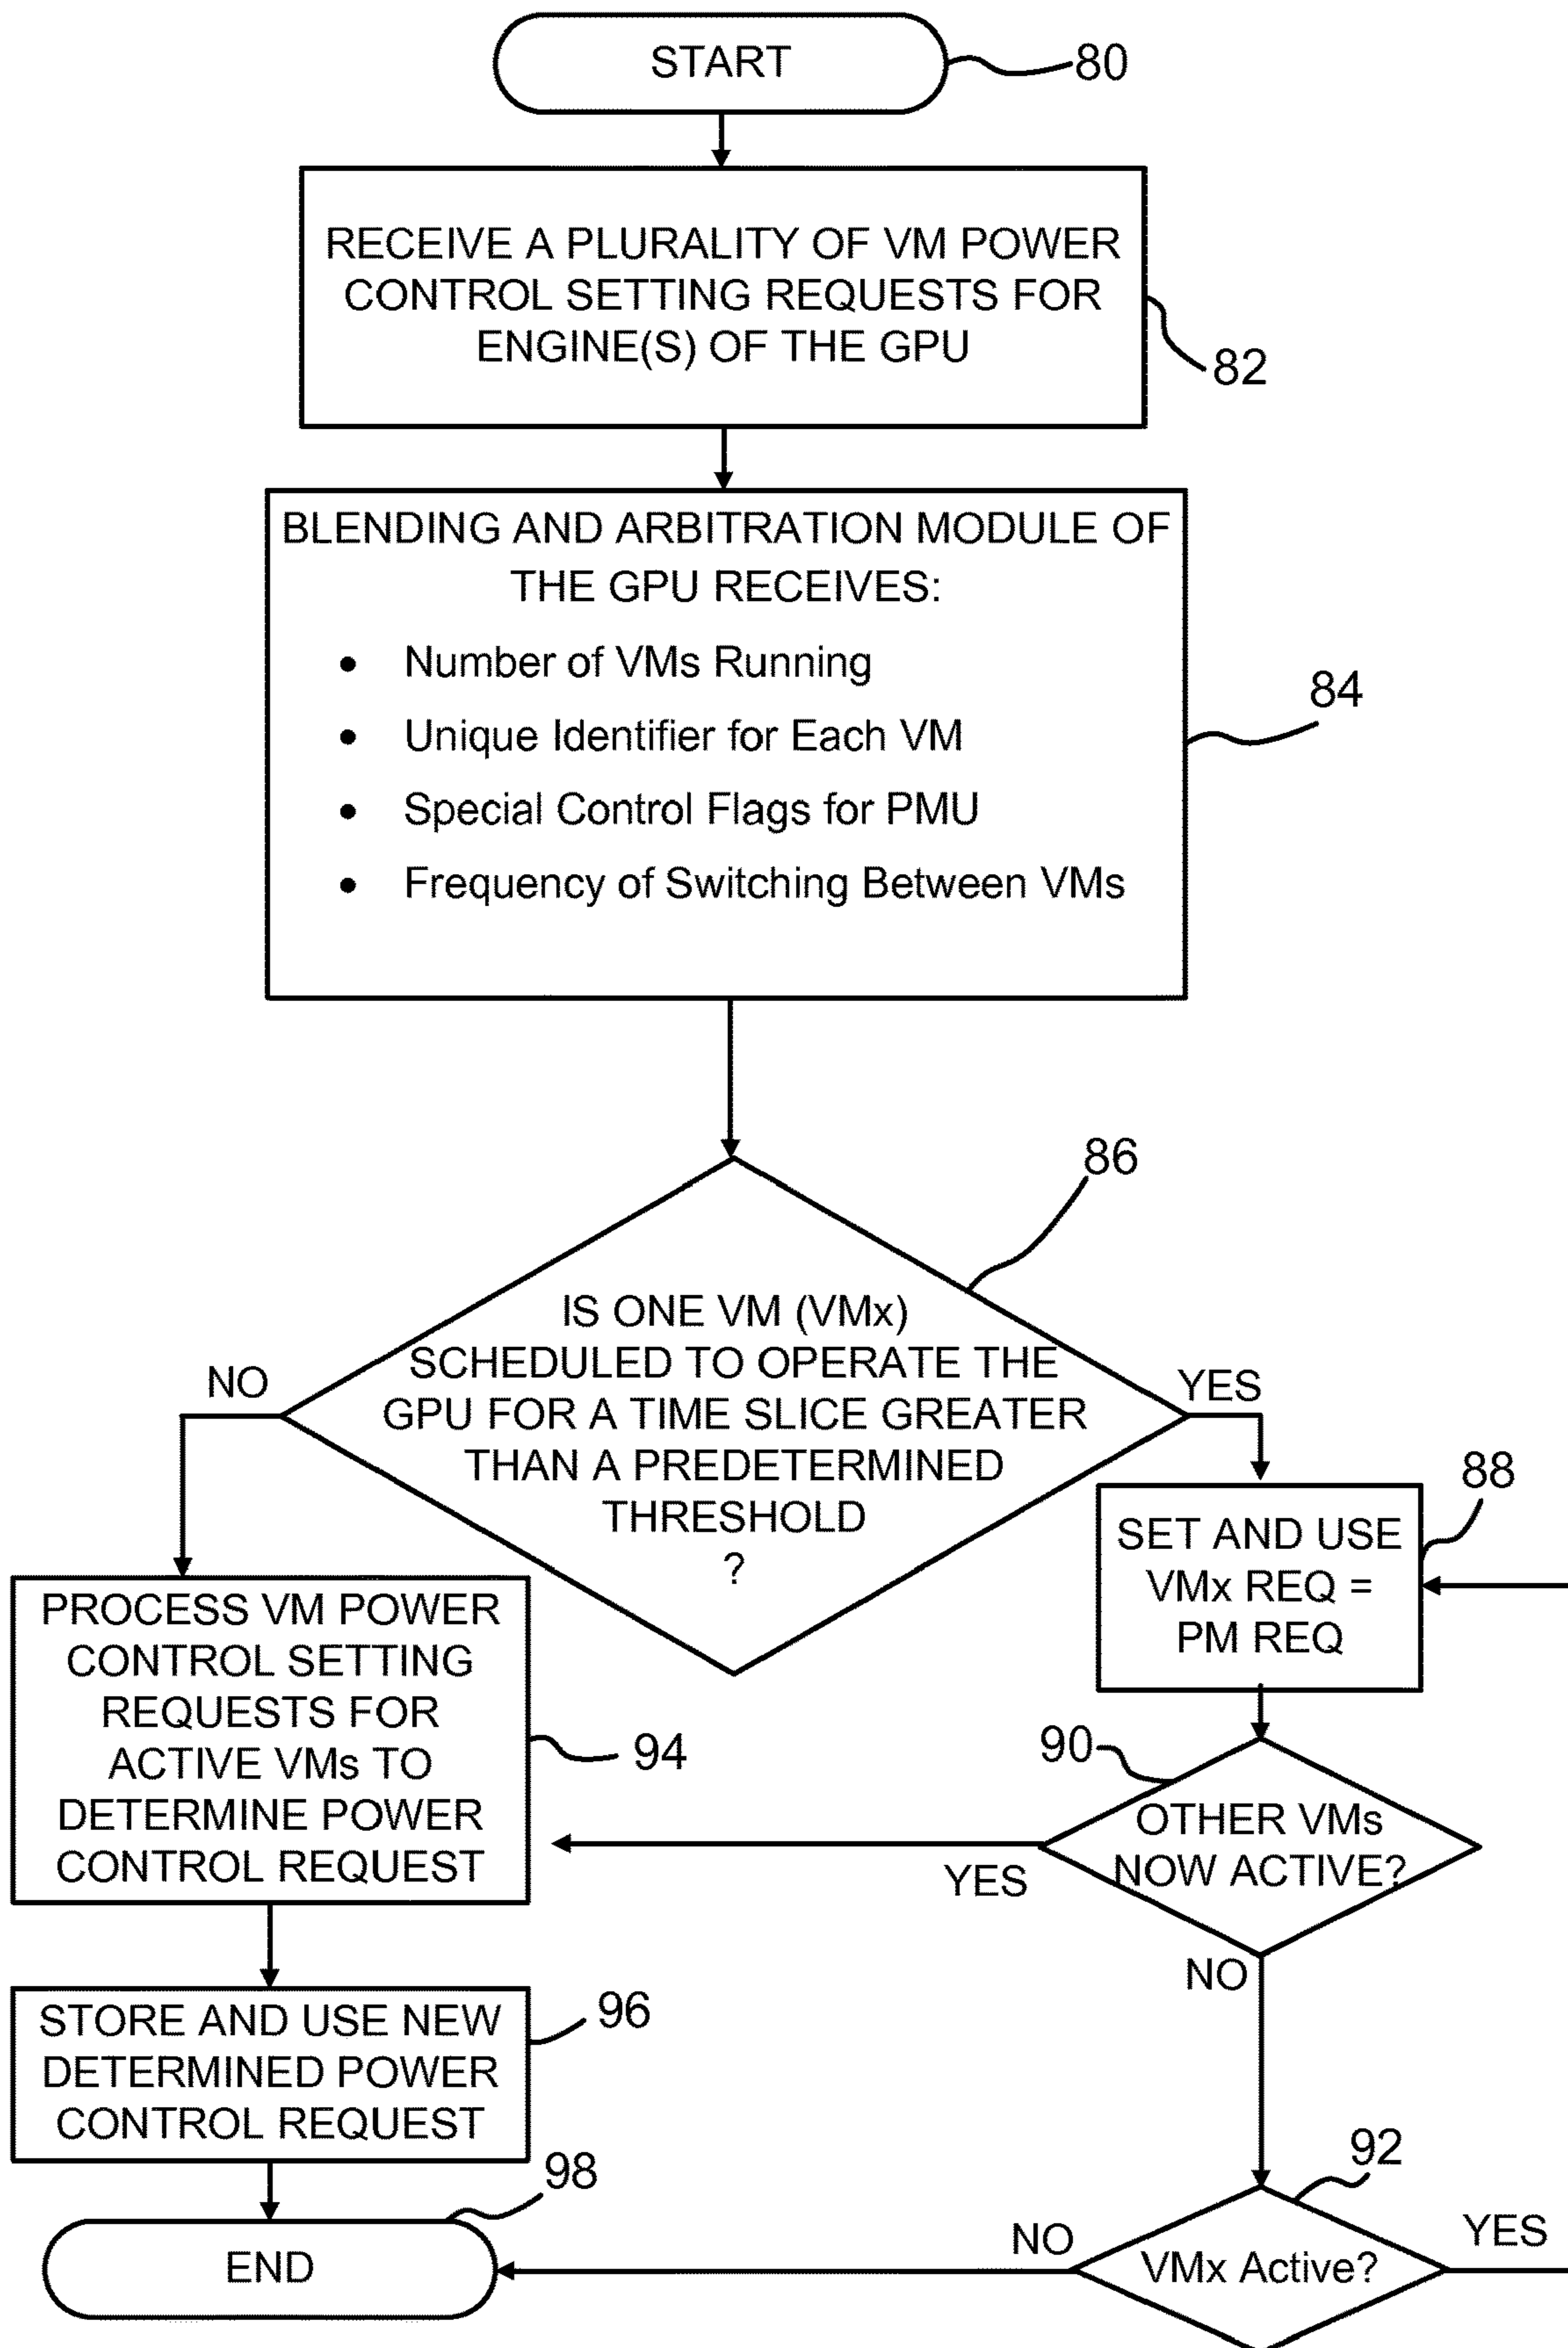 START
80
RECEIVE A PLURALITY OF VM POWER
CONTROL SETTING REQUESTS FOR
ENGINE(S) OF THE GPU
82
BLENDING AND ARBITRATION MODULE OF
THE GPU RECEIVES:
• Number of VMs Running
• Unique Identifier for Each VM
• Special Control Flags for PMU
• Frequency of Switching Between VMs
84
86
IS ONE VM (VMx)
SCHEDULED TO OPERATE THE
GPU FOR A TIME SLICE GREATER
THAN A PREDETERMINED
THRESHOLD
?
NO
YES
88
SET AND USE
VMx REQ =
PM REQ
PROCESS VM POWER
CONTROL SETTING
REQUESTS FOR
ACTIVE VMs TO
DETERMINE POWER
CONTROL REQUEST
94
90
OTHER VMs
NOW ACTIVE?
YES
NO
STORE AND USE NEW
DETERMINED POWER
CONTROL REQUEST
96
92
98
END
NO
VMx Active?
YES